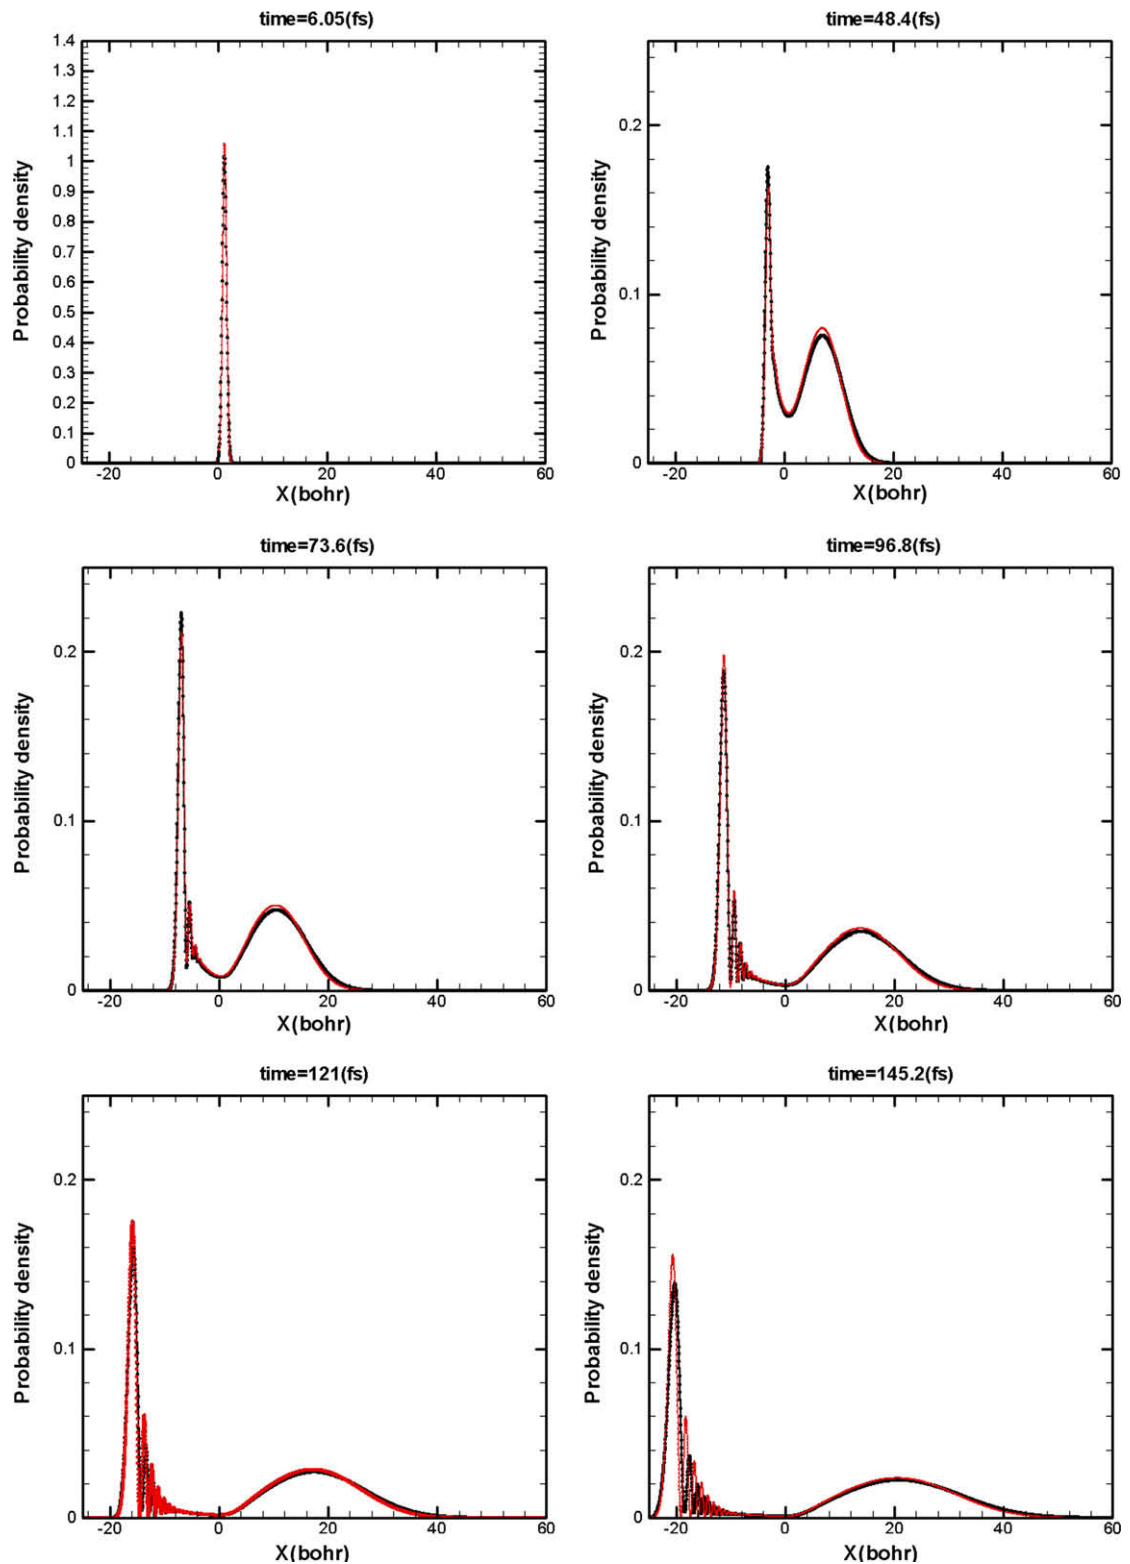 time=6.05(fs)
1.4
1.3
1.2
1.1
1
0.9
0.8
0.7
0.6
0.5
0.4
0.3
0.2
0.1
0
Probability density
-20 0 20 40 60
X(bohr)
time=48.4(fs)
0.2
0.1
0
Probability density
-20 0 20 40 60
X(bohr)
time=73.6(fs)
0.2
0.1
0
Probability density
-20 0 20 40 60
X(bohr)
time=96.8(fs)
0.2
0.1
0
Probability density
-20 0 20 40 60
X(bohr)
time=121(fs)
0.2
0.1
0
Probability density
-20 0 20 40 60
X(bohr)
time=145.2(fs)
0.2
0.1
0
Probability density
-20 0 20 40 60
X(bohr)